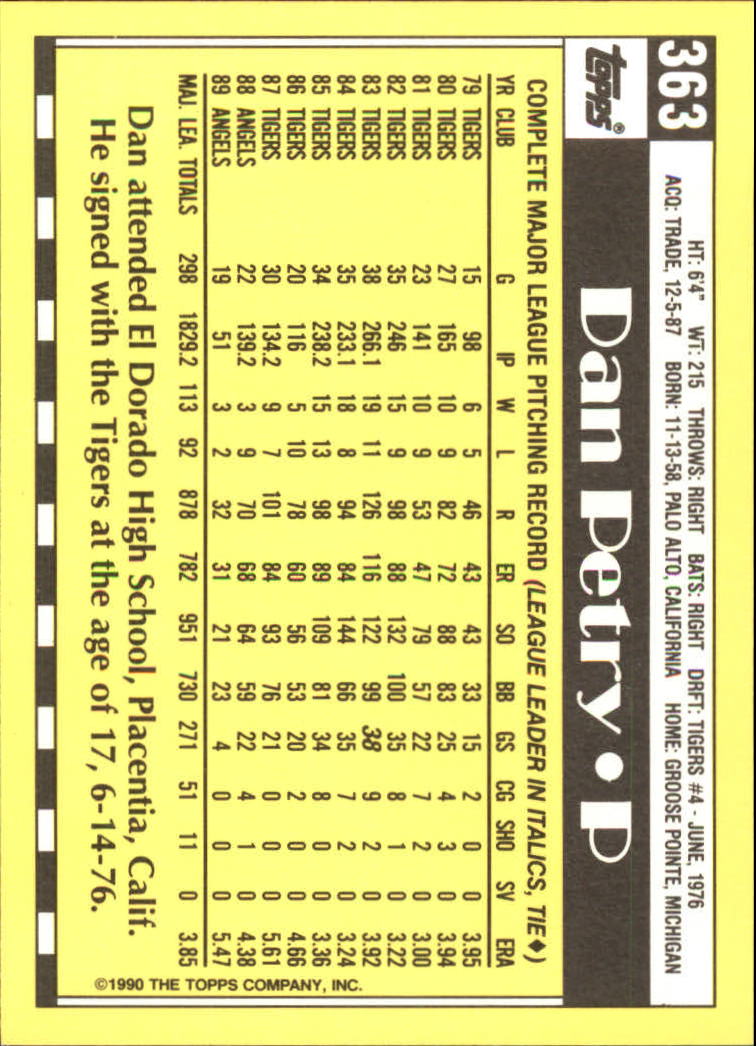 363
HT: 6'4" WT: 215 THROWS: RIGHT BATS: RIGHT DRFT: TIGERS #4 - JUNE, 1976
ACQ: TRADE, 12-5-87 BORN: 11-13-58, PALO ALTO, CALIFORNIA HOME: GROOSE POINTE, MICHIGAN
TOPPS®
Dan Petry • P
COMPLETE MAJOR LEAGUE PITCHING RECORD (LEAGUE LEADER IN ITALICS, TIE♦)
YR CLUB G IP W L R ER SO BB GS CG SHO SV ERA
79 TIGERS 15 98 6 5 46 43 43 33 15 2 0 0 3.95
80 TIGERS 27 165 10 9 82 72 88 83 25 4 3 0 3.94
81 TIGERS 23 141 10 9 53 47 79 57 22 7 2 0 3.00
82 TIGERS 35 246 15 9 98 88 132 100 35 8 1 0 3.22
83 TIGERS 38 266.1 19 11 126 116 122 99 38 9 2 0 3.92
84 TIGERS 35 233.1 18 8 94 84 144 66 35 7 2 0 3.24
85 TIGERS 34 238.2 15 13 98 89 109 81 34 8 0 0 3.36
86 TIGERS 20 116 5 10 78 60 56 53 20 2 0 0 4.66
87 TIGERS 30 134.2 9 7 101 84 93 76 21 0 0 0 5.61
88 ANGELS 22 139.2 3 9 70 68 64 59 22 4 1 0 4.38
89 ANGELS 19 51 3 2 32 31 21 23 4 0 0 0 5.47
MAJ. LEA. TOTALS 298 1829.2 113 92 878 782 951 730 271 51 11 0 3.85
Dan attended El Dorado High School, Placentia, Calif.
He signed with the Tigers at the age of 17, 6-14-76.
©1990 THE TOPPS COMPANY, INC.